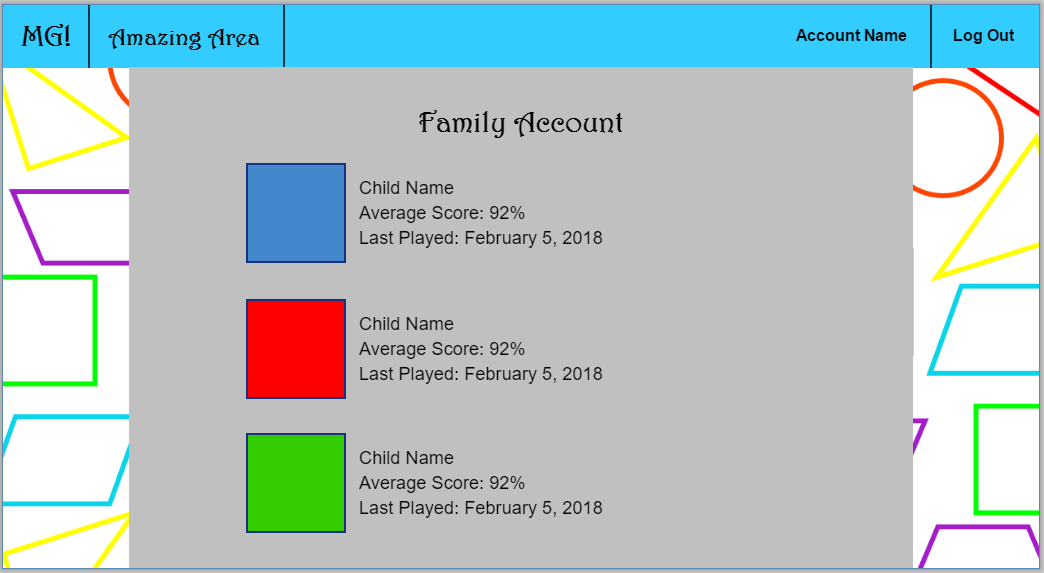 MG!
Amazing Area
Account Name
Log Out
Family Account
Child Name
Average Score: 92%
Last Played: February 5, 2018
Child Name
Average Score: 92%
Last Played: February 5, 2018
Child Name
Average Score: 92%
Last Played: February 5, 2018